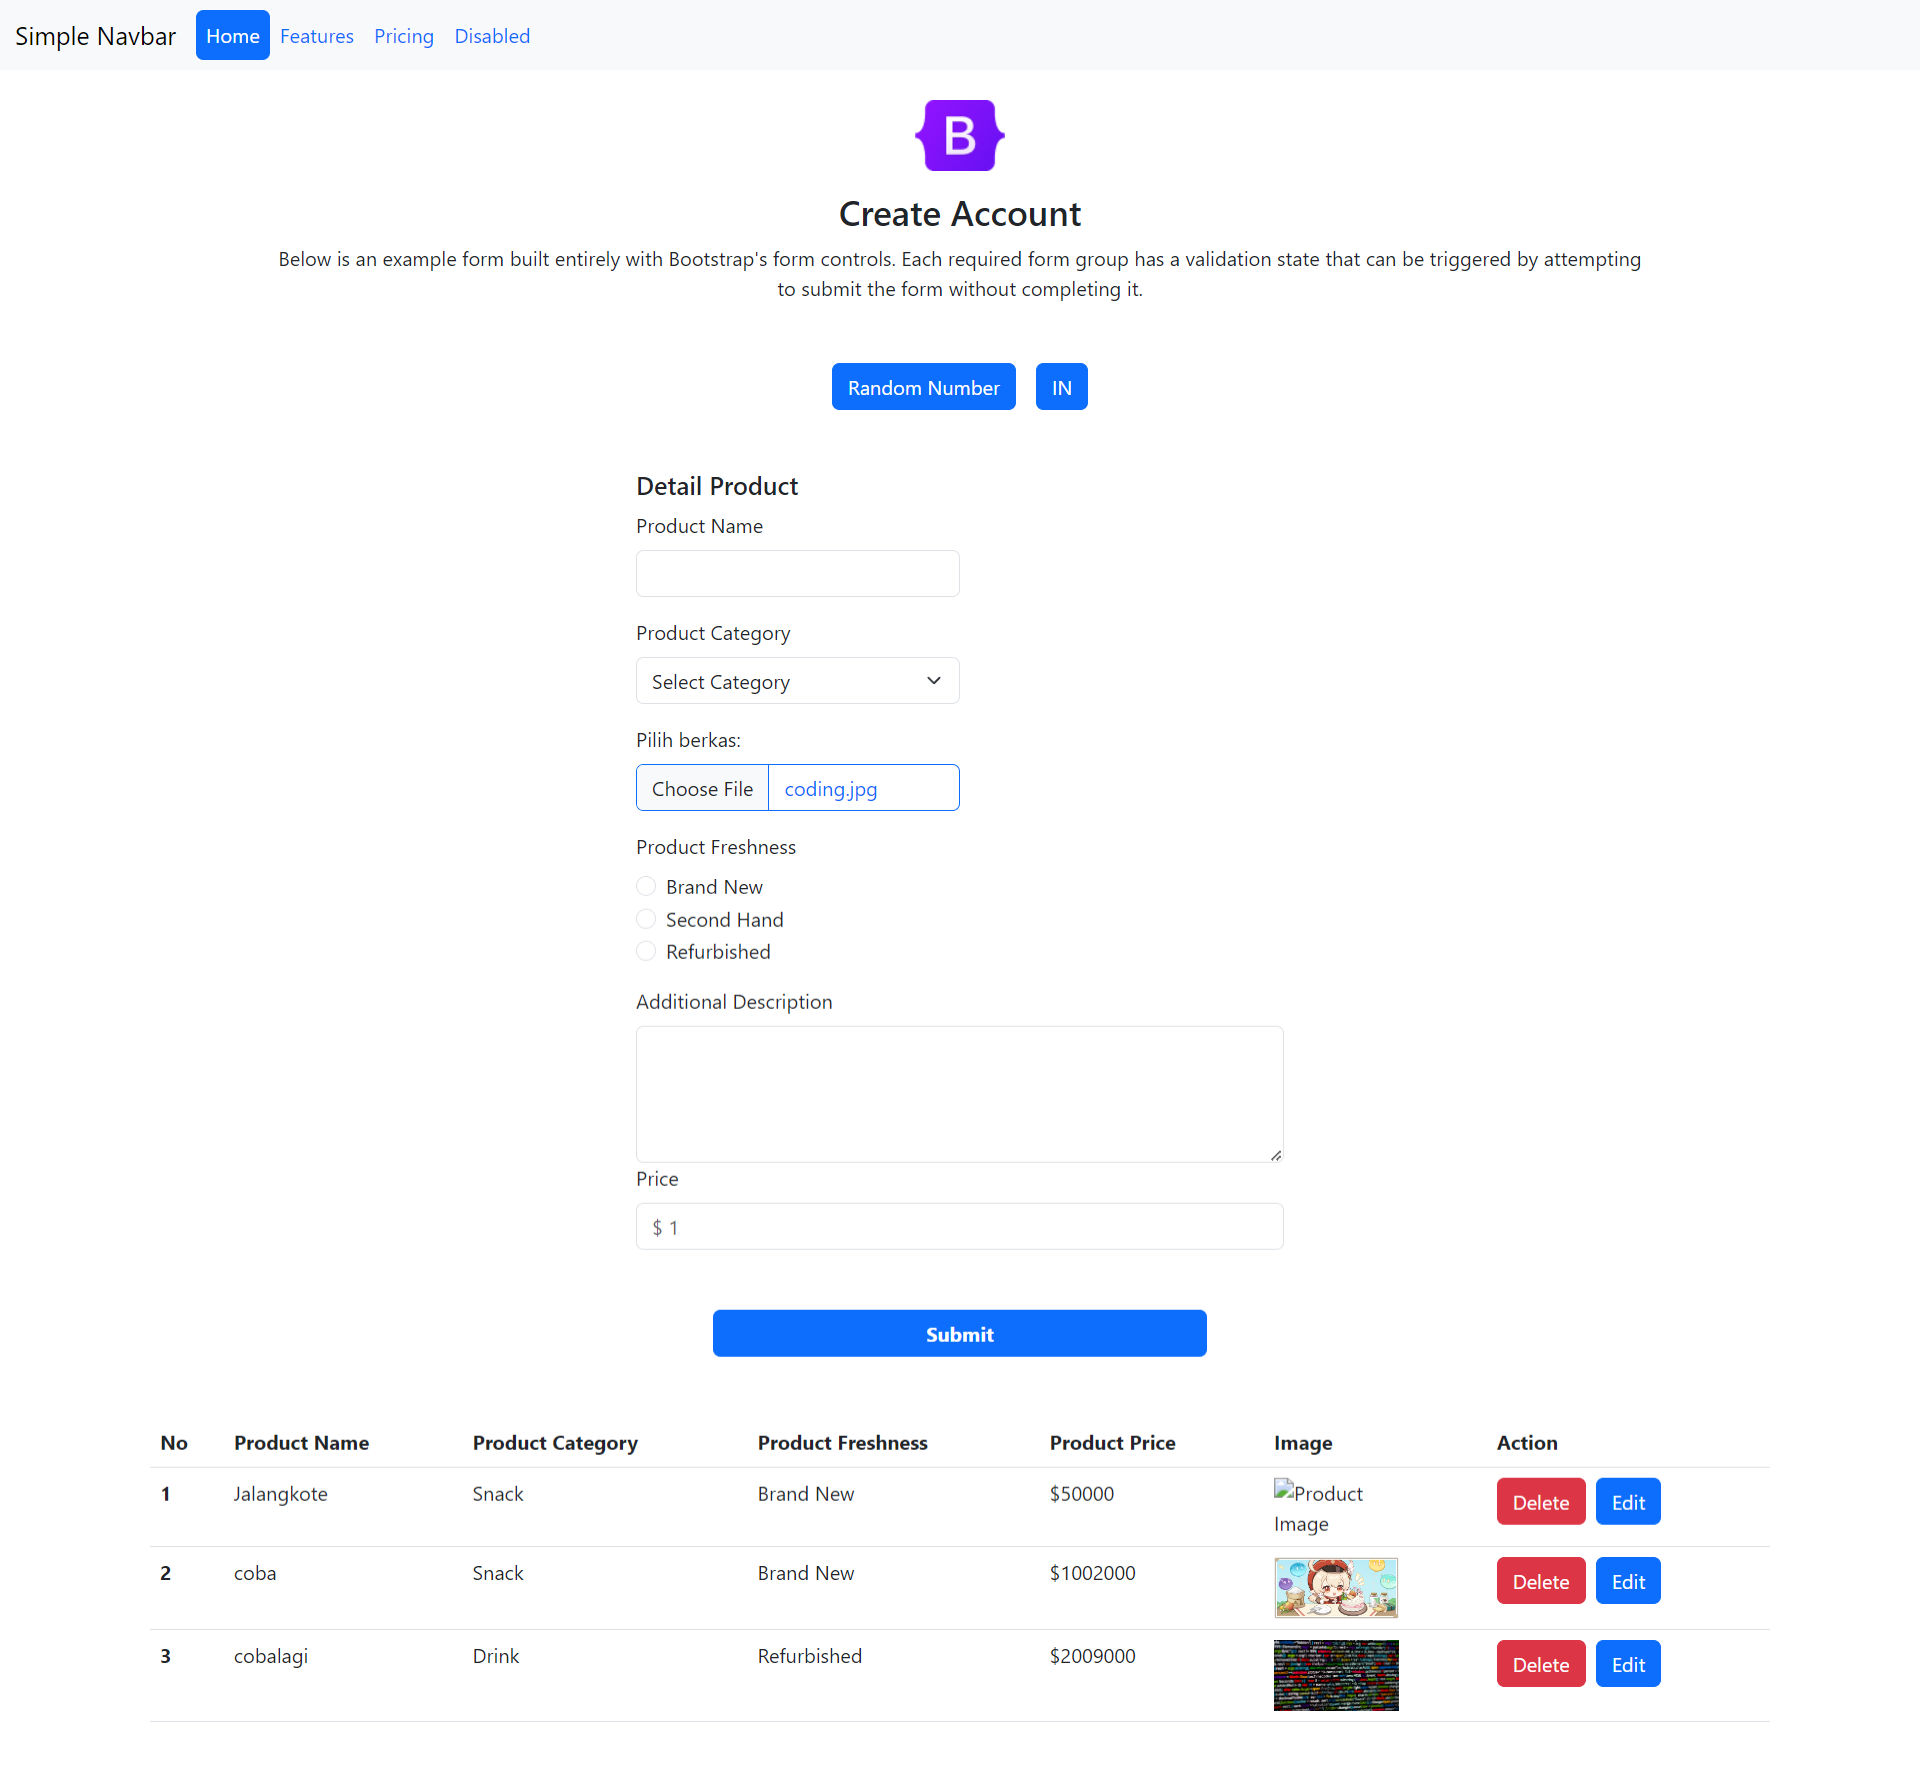 Simple Navbar Home Features Pricing Disabled
B
Create Account
Below is an example form built entirely with Bootstrap's form controls. Each required form group has a validation state that can be triggered by attempting
to submit the form without completing it.
Random Number IN
Detail Product
Product Name
Product Category
Select Category
Pilih berkas:
Choose File coding.jpg
Product Freshness
Brand New
Second Hand
Refurbished
Additional Description
Price
$ 1
Submit
No Product Name Product Category Product Freshness Product Price Image Action
1 Jalangkote Snack Brand New $50000 Product Image Delete Edit
2 coba Snack Brand New $1002000 Delete Edit
3 cobalagi Drink Refurbished $2009000 Delete Edit